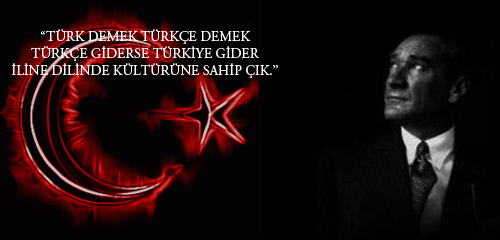 “TÜRK DEMEK TÜRKÇE DEMEK
TÜRKÇE GİDERSE TÜRKİYE GİDER
İLİNE DİLİNDE KÜLTÜRÜNE SAHİP ÇIK.”